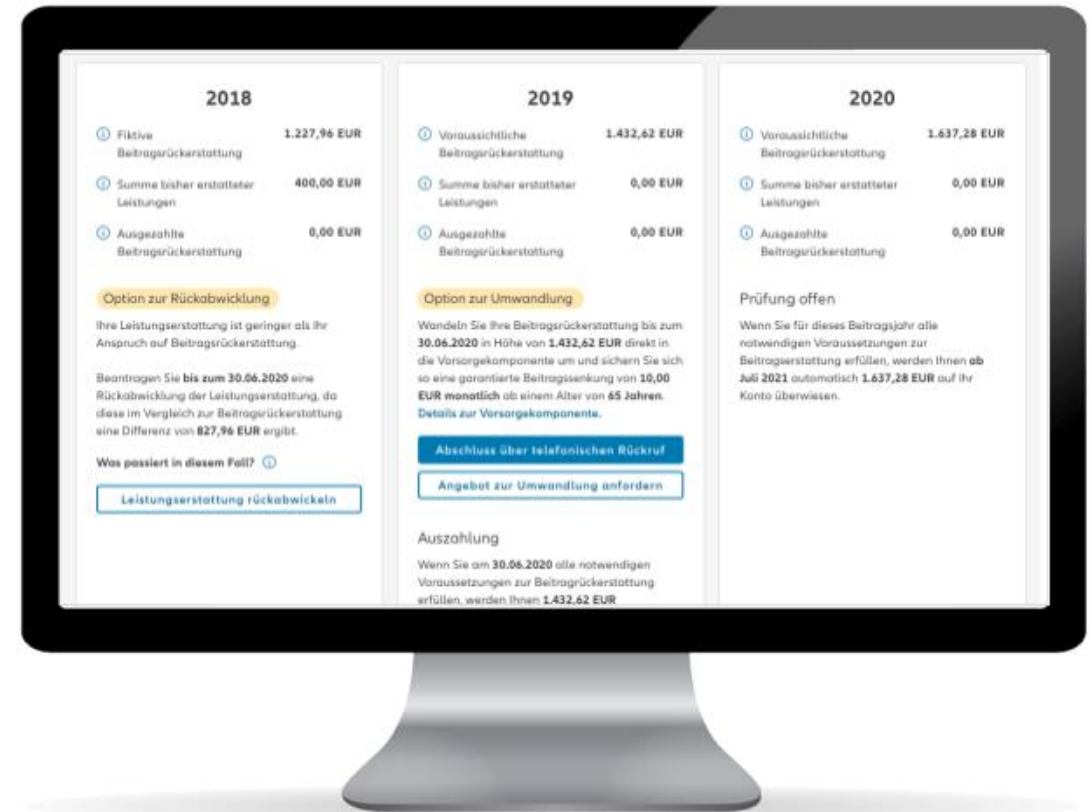 2018
Fiktive 1.227,96 EUR
Beitragsrückerstattung
Summe bisher erstatteter 400,00 EUR
Leistungen
Ausgezahlte 0,00 EUR
Beitragsrückerstattung
Option zur Rückabwicklung
Ihre Leistungserstattung ist geringer als Ihr
Anspruch auf Beitragsrückerstattung.
Beantragen Sie bis zum 30.06.2020 eine
Rückabwicklung der Leistungserstattung, da
diese im Vergleich zur Beitragsrückerstattung
eine Differenz von 827,96 EUR ergibt.
Was passiert in diesem Fall?
Leistungserstattung rückabwickeln
2019
Voraussichtliche 1.432,62 EUR
Beitragsrückerstattung
Summe bisher erstatteter 0,00 EUR
Leistungen
Ausgezahlte 0,00 EUR
Beitragsrückerstattung
Option zur Umwandlung
Wandeln Sie Ihre Beitragsrückerstattung bis zum
30.06.2020 in Höhe von 1.432,62 EUR direkt in
die Vorsorgekomponente um und sichern Sie sich
so eine garantierte Beitragssenkung von 10,00
EUR monatlich ab einem Alter von 65 Jahren.
Details zur Vorsorgekomponente.
Abschluss über telefonischen Rückruf
Angebot zur Umwandlung anfordern
Auszahlung
Wenn Sie am 30.06.2020 alle notwendigen
Voraussetzungen zur Beitragrückerstattung
erfüllen, werden Ihnen 1.432,62 EUR
2020
Voraussichtliche 1.637,28 EUR
Beitragsrückerstattung
Summe bisher erstatteter 0,00 EUR
Leistungen
Ausgezahlte 0,00 EUR
Beitragsrückerstattung
Prüfung offen
Wenn Sie für dieses Beitragsjahr alle
notwendigen Voraussetzungen zur
Beitragserstattung erfüllen, werden Ihnen ab
Juli 2021 automatisch 1.637,28 EUR auf Ihr
Konto überwiesen.